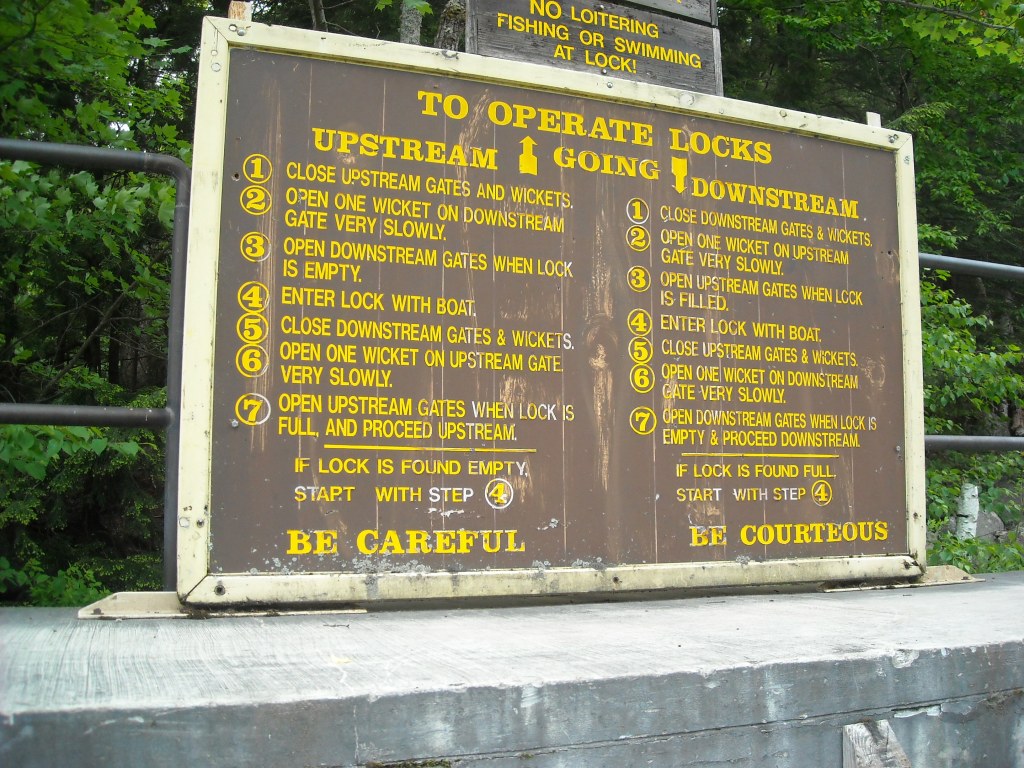 NO LOITERING
FISHING OR SWIMMING
AT LOCK!
TO OPERATE LOCKS
UPSTREAM GOING DOWNSTREAM
1 CLOSE UPSTREAM GATES AND WICKETS.
2 OPEN ONE WICKET ON DOWNSTREAM
GATE VERY SLOWLY.
3 OPEN DOWNSTREAM GATES WHEN LOCK
IS EMPTY.
4 ENTER LOCK WITH BOAT.
5 CLOSE DOWNSTREAM GATES & WICKETS.
6 OPEN ONE WICKET ON UPSTREAM GATE.
VERY SLOWLY.
7 OPEN UPSTREAM GATES WHEN LOCK IS
FULL, AND PROCEED UPSTREAM.
IF LOCK IS FOUND EMPTY,
START WITH STEP 4
BE CAREFUL
1 CLOSE DOWNSTREAM GATES & WICKETS.
2 OPEN ONE WICKET ON UPSTREAM
GATE VERY SLOWLY.
3 OPEN UPSTREAM GATES WHEN LOCK
IS FILLED.
4 ENTER LOCK WITH BOAT.
5 CLOSE UPSTREAM GATES & WICKETS.
6 OPEN ONE WICKET ON DOWNSTREAM
GATE VERY SLOWLY.
7 OPEN DOWNSTREAM GATES WHEN LOCK IS
EMPTY & PROCEED DOWNSTREAM.
IF LOCK IS FOUND FULL,
START WITH STEP 4
BE COURTEOUS